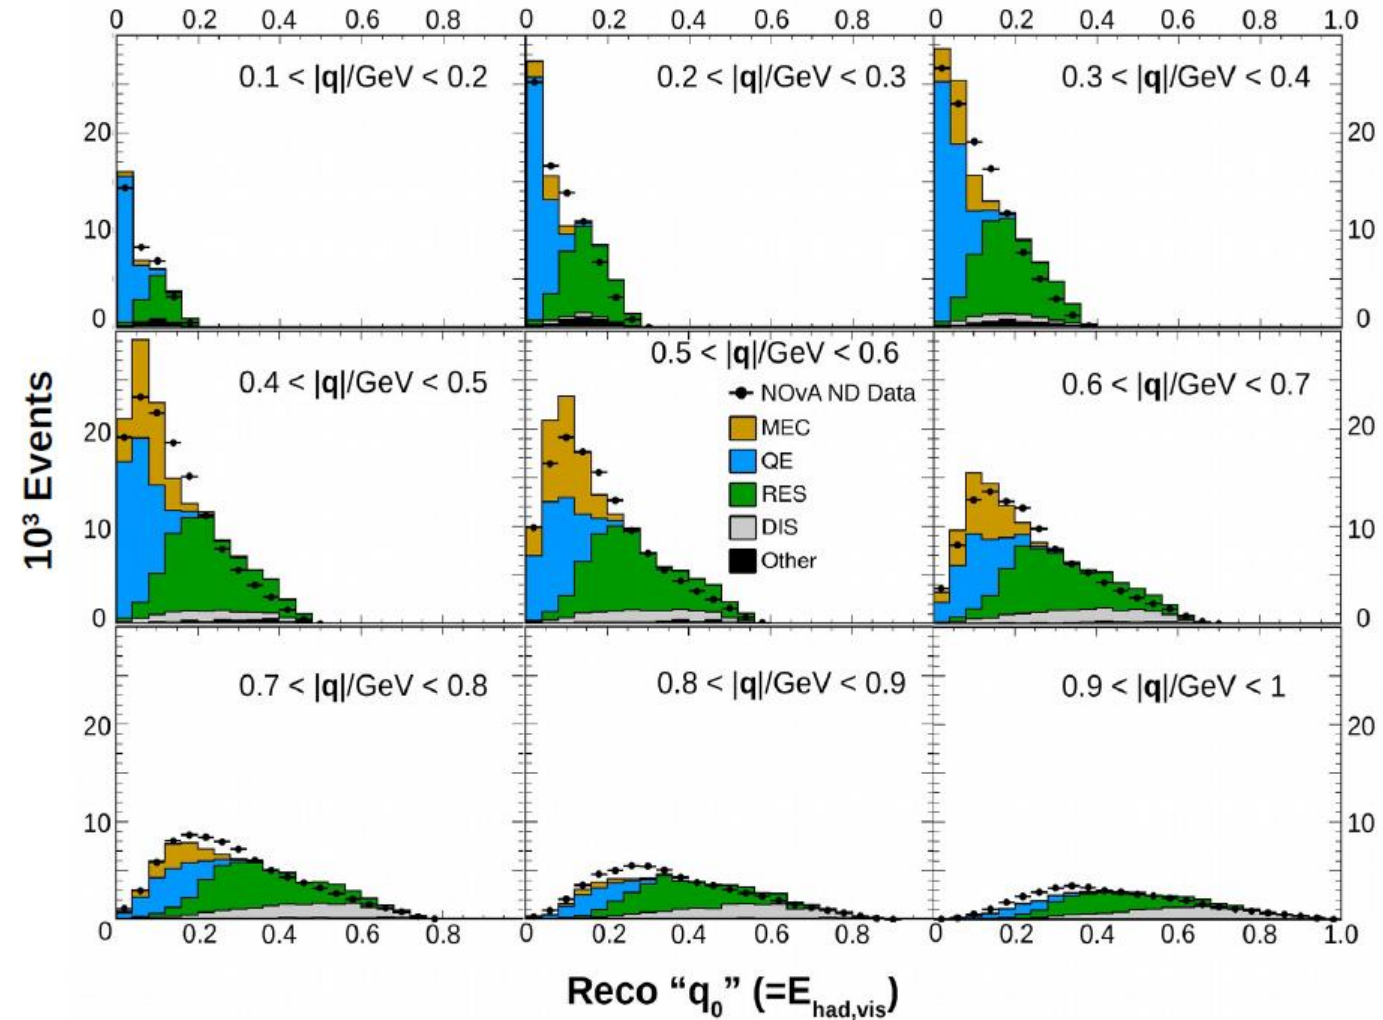 0 0.2 0.4 0.6 0.8 0 0.2 0.4 0.6 0.8 0 0.2 0.4 0.6 0.8 1.0
0.1 < |q|/GeV < 0.2
0.2 < |q|/GeV < 0.3
0.3 < |q|/GeV < 0.4
20 20
10 10
0 0
0.4 < |q|/GeV < 0.5
0.5 < |q|/GeV < 0.6
0.6 < |q|/GeV < 0.7
NOvA ND Data
MEC
QE
RES
DIS
Other
20 20
10 10
0 0
10³ Events
0.7 < |q|/GeV < 0.8
0.8 < |q|/GeV < 0.9
0.9 < |q|/GeV < 1
20 20
10 10
0 0.2 0.4 0.6 0.8 0 0.2 0.4 0.6 0.8 0 0.2 0.4 0.6 0.8 1.0
Reco “q₀” (=E_had,vis)